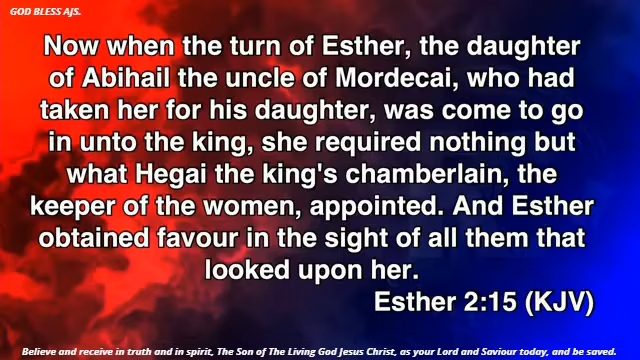 GOD BLESS AJS.
Now when the turn of Esther, the daughter
of Abihail the uncle of Mordecai, who had
taken her for his daughter, was come to go
in unto the king, she required nothing but
what Hegai the king's chamberlain, the
keeper of the women, appointed. And Esther
obtained favour in the sight of all them that
looked upon her.
Esther 2:15 (KJV)
Believe and receive in truth and in spirit, The Son of The Living God Jesus Christ, as your Lord and Saviour today, and be saved.